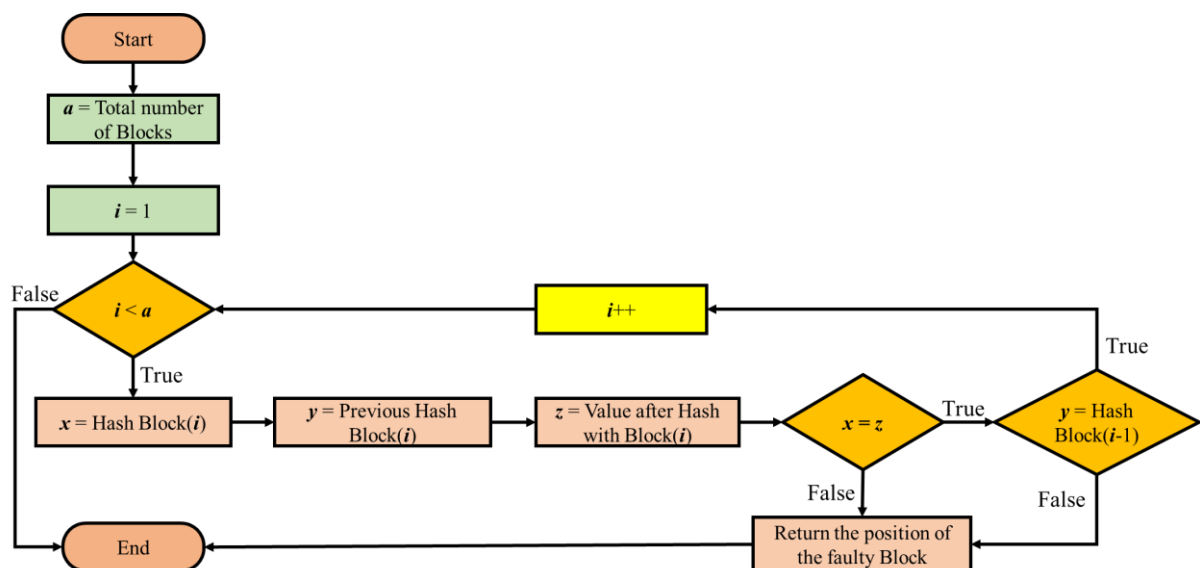 Start
a = Total number
of Blocks
i = 1
False
i < a
i++
True
True
x = Hash Block(i)
y = Previous Hash
Block(i)
z = Value after Hash
with Block(i)
x = z
True
y = Hash
Block(i-1)
False
False
End
Return the position of
the faulty Block